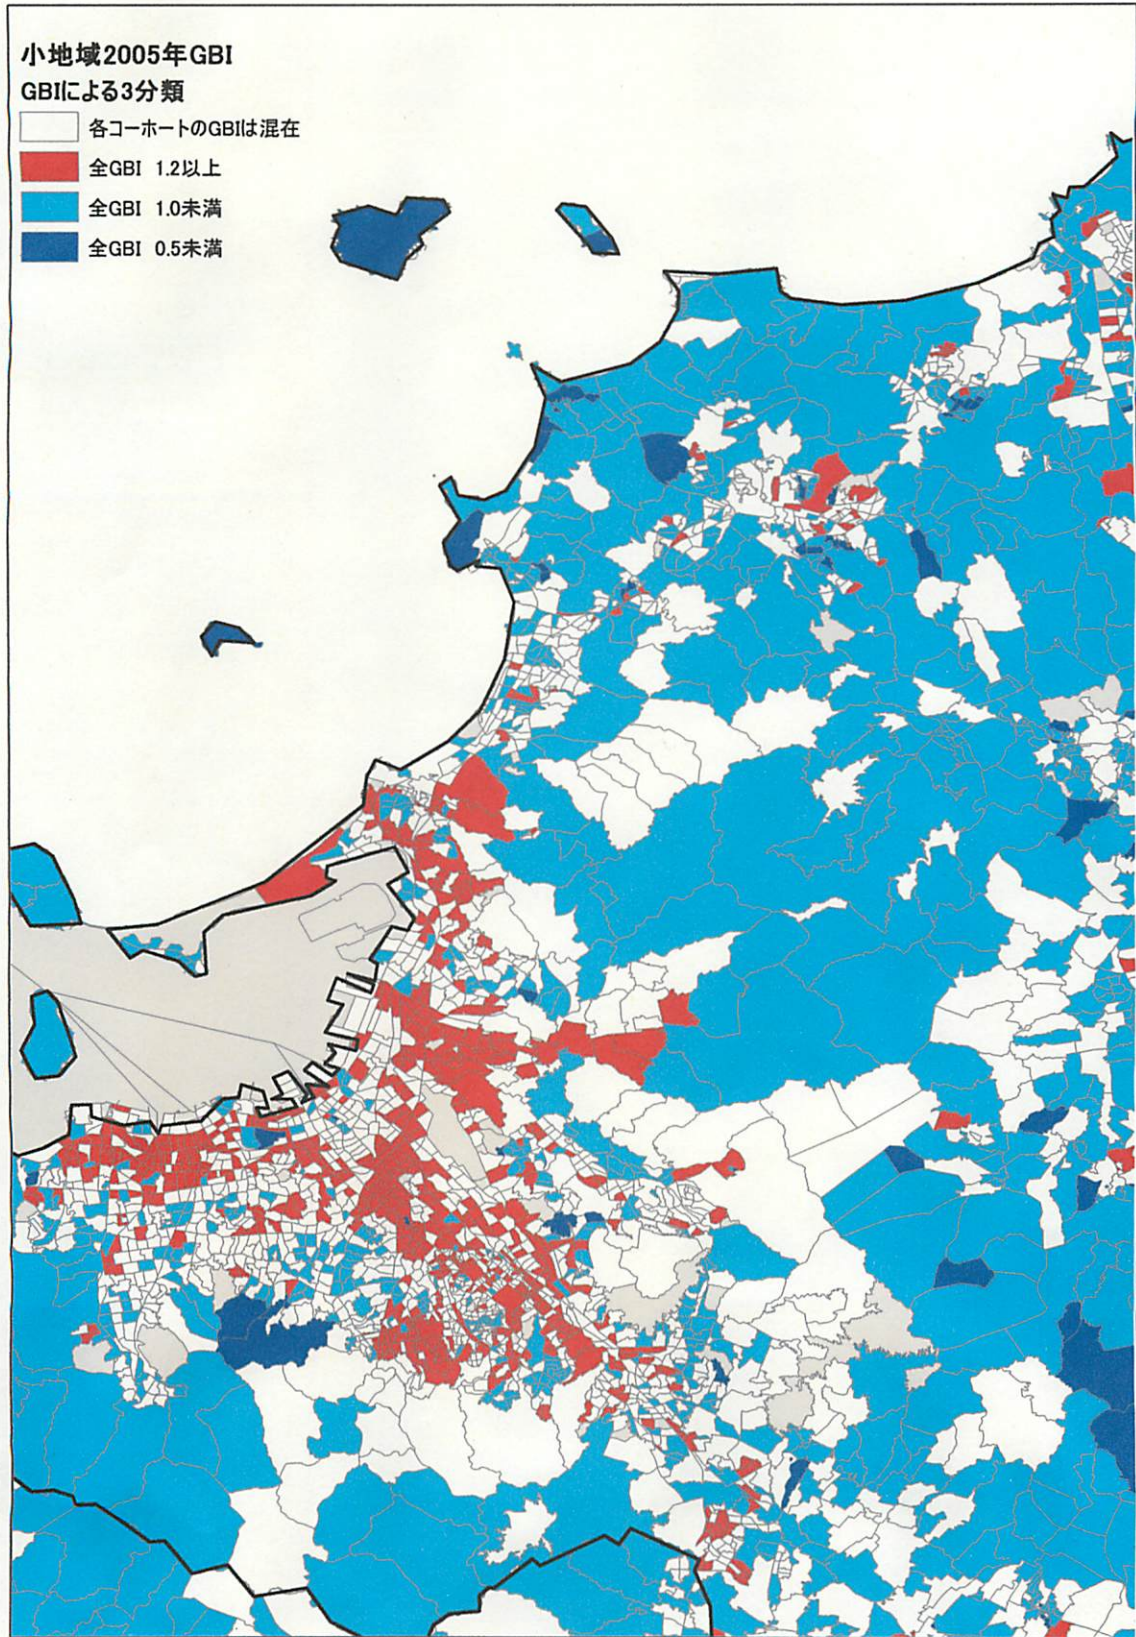 小地域2005年GBI
GBIによる3分類
各コーホートのGBIは混在
全GBI 1.2以上
全GBI 1.0未満
全GBI 0.5未満